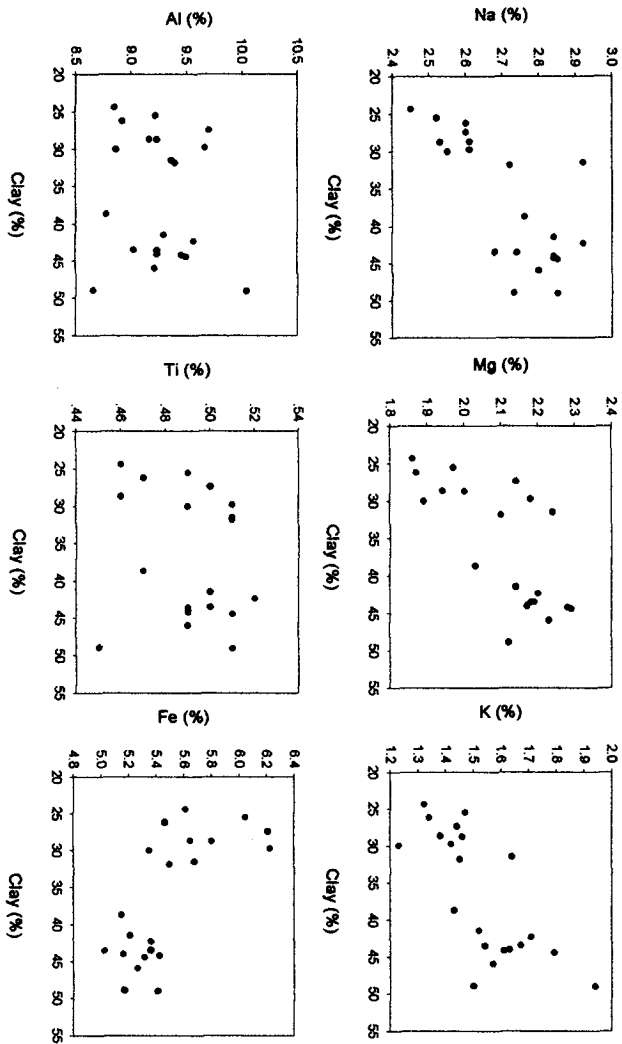 Na (%)
3.0
2.9
2.8
2.7
2.6
2.5
2.4
20 25 30 35 40 45 50 55
Clay (%)
Mg (%)
2.4
2.3
2.2
2.1
2.0
1.9
1.8
20 25 30 35 40 45 50 55
Clay (%)
K (%)
2.0
1.9
1.8
1.7
1.6
1.5
1.4
1.3
1.2
20 25 30 35 40 45 50 55
Clay (%)
Al (%)
10.5
10.0
9.5
9.0
8.5
20 25 30 35 40 45 50 55
Clay (%)
Ti (%)
.54
.52
.50
.48
.46
.44
20 25 30 35 40 45 50 55
Clay (%)
Fe (%)
6.4
6.2
6.0
5.8
5.6
5.4
5.2
5.0
4.8
20 25 30 35 40 45 50 55
Clay (%)